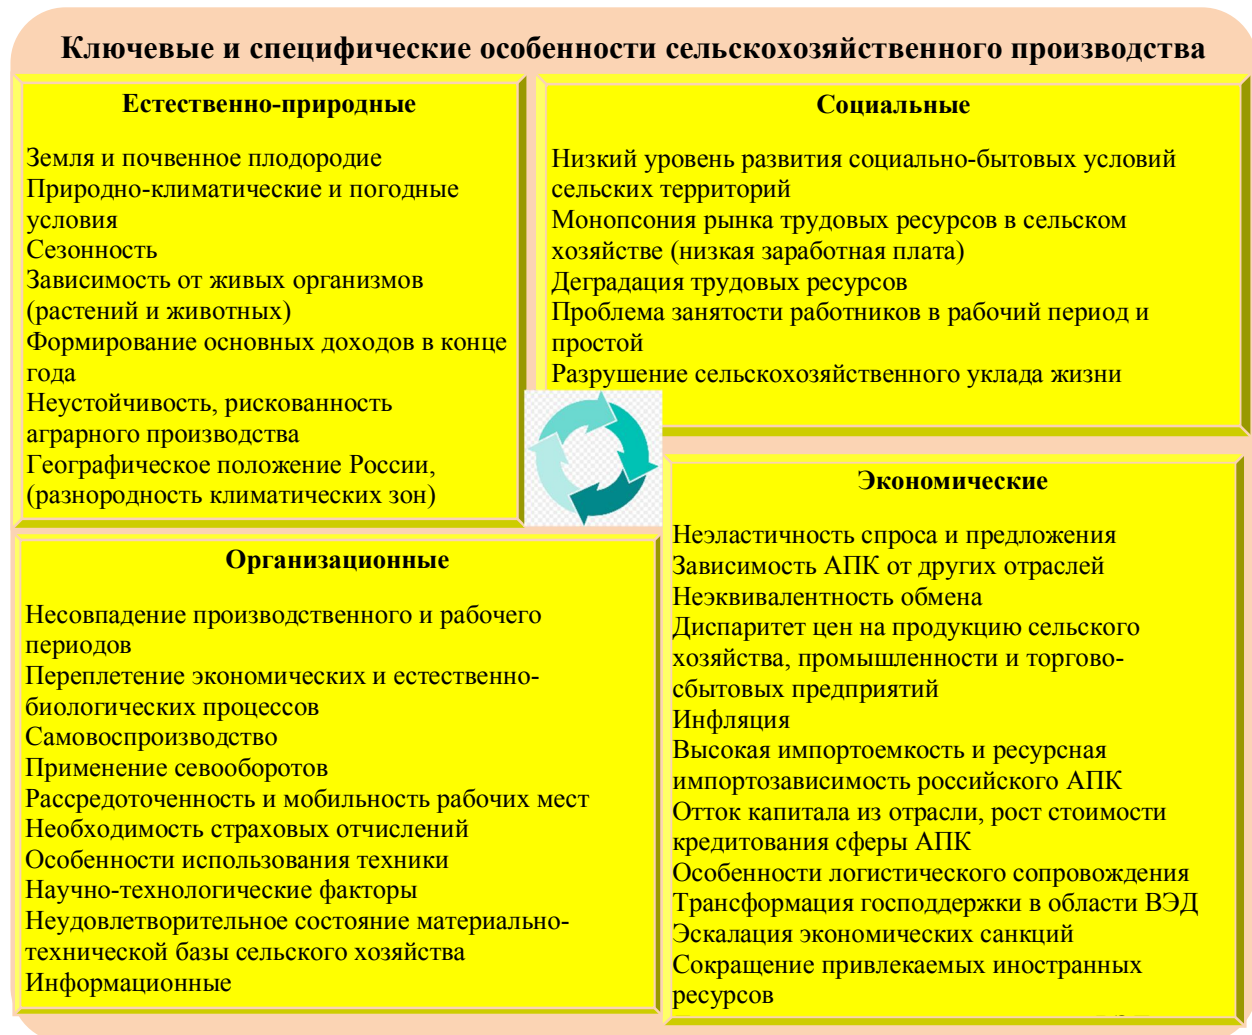 Ключевые и специфические особенности сельскохозяйственного производства
Естественно-природные
Земля и почвенное плодородие
Природно-климатические и погодные
условия
Сезонность
Зависимость от живых организмов
(растений и животных)
Формирование основных доходов в конце
года
Неустойчивость, рискованность
аграрного производства
Географическое положение России,
(разнородность климатических зон)
Социальные
Низкий уровень развития социально-бытовых условий
сельских территорий
Монопсония рынка трудовых ресурсов в сельском
хозяйстве (низкая заработная плата)
Деградация трудовых ресурсов
Проблема занятости работников в рабочий период и
простой
Разрушение сельскохозяйственного уклада жизни
Организационные
Несовпадение производственного и рабочего
периодов
Переплетение экономических и естественно-
биологических процессов
Самовоспроизводство
Применение севооборотов
Рассредоточенность и мобильность рабочих мест
Необходимость страховых отчислений
Особенности использования техники
Научно-технологические факторы
Неудовлетворительное состояние материально-
технической базы сельского хозяйства
Информационные
Экономические
Неэластичность спроса и предложения
Зависимость АПК от других отраслей
Неэквивалентность обмена
Диспаритет цен на продукцию сельского
хозяйства, промышленности и торгово-
сбытовых предприятий
Инфляция
Высокая импортоемкость и ресурсная
импортозависимость российского АПК
Отток капитала из отрасли, рост стоимости
кредитования сферы АПК
Особенности логистического сопровождения
Трансформация господдержки в области ВЭД
Эскалация экономических санкций
Сокращение привлекаемых иностранных
ресурсов